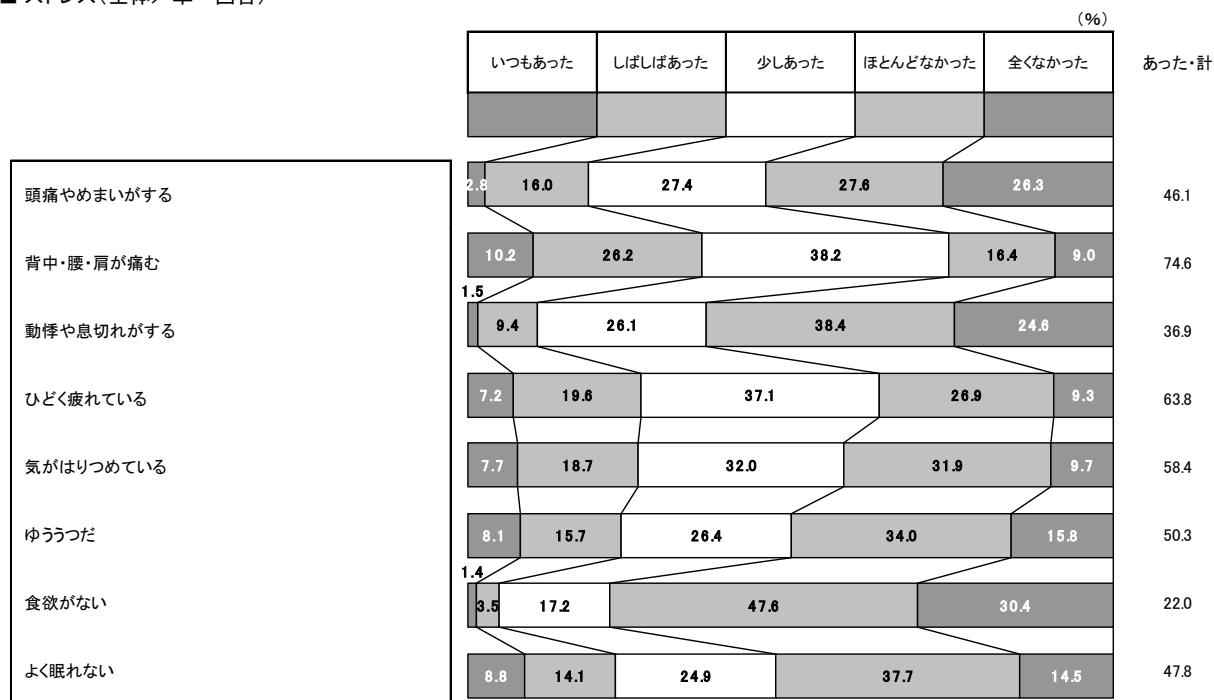 (%)
いつもあった しばしばあった 少しあった ほとんどなかった 全くなかった あった・計
頭痛やめまいがする 2.8 16.0 27.4 27.6 26.3 46.1
背中・腰・肩が痛む 10.2 26.2 38.2 16.4 9.0 74.6
動悸や息切れがする 1.5 9.4 26.1 38.4 24.6 36.9
ひどく疲れている 7.2 19.6 37.1 26.9 9.3 63.8
気がはりつめている 7.7 18.7 32.0 31.9 9.7 58.4
ゆううつだ 8.1 15.7 26.4 34.0 15.8 50.3
食欲がない 1.4 3.5 17.2 47.6 30.4 22.0
よく眠れない 8.8 14.1 24.9 37.7 14.5 47.8